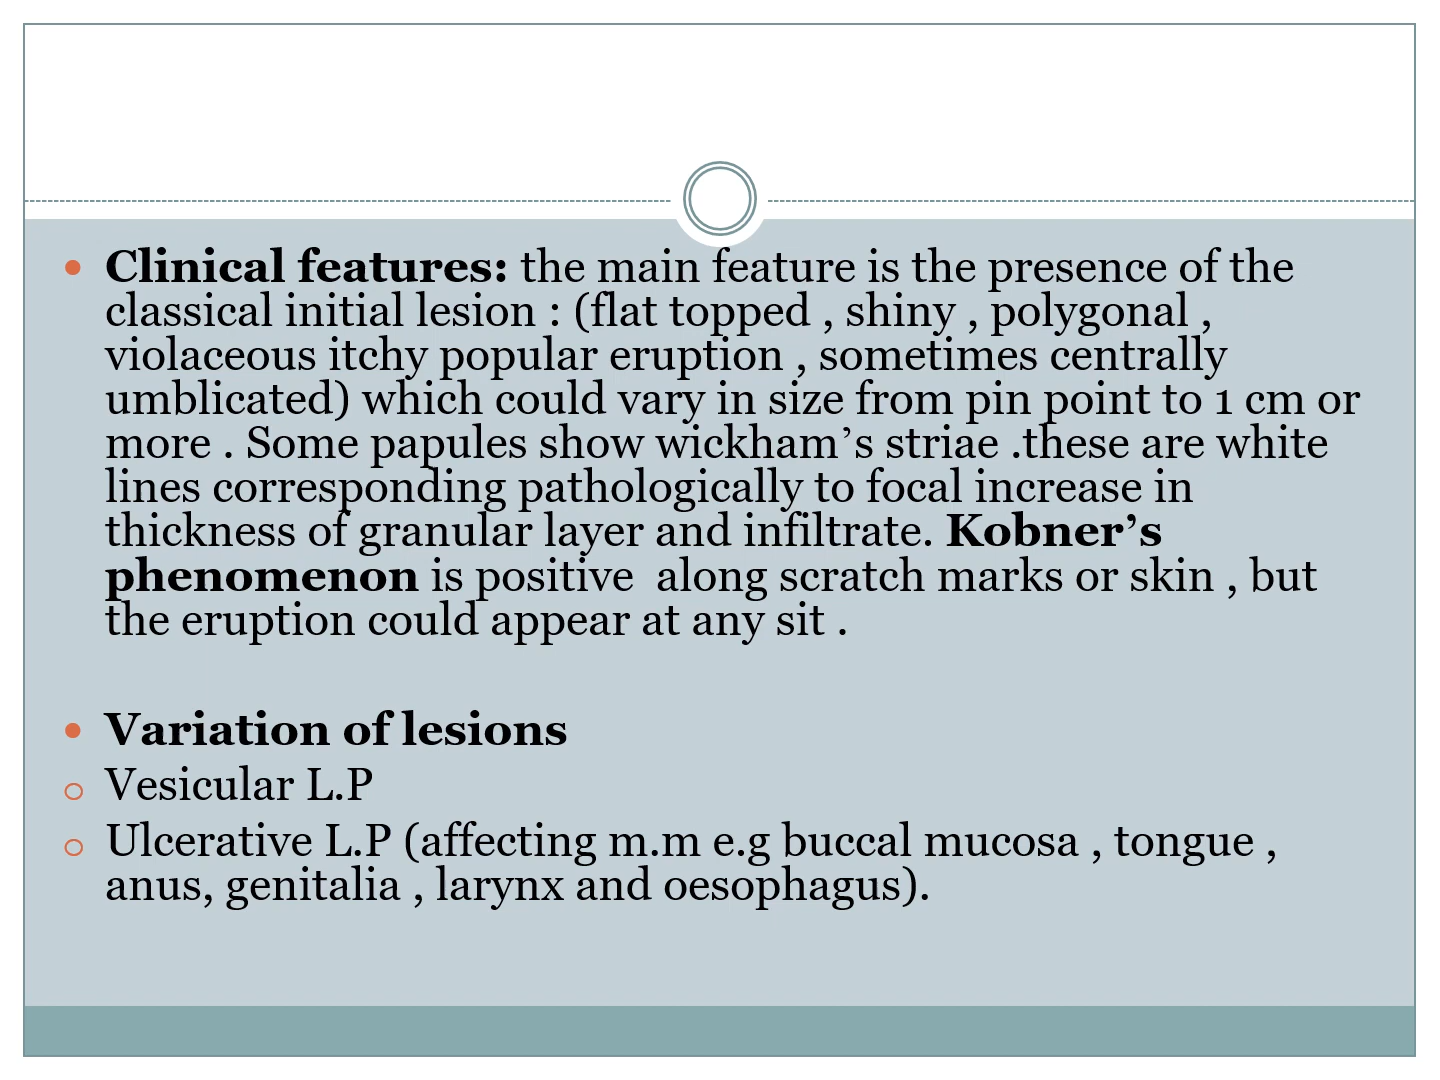 • Clinical features: the main feature is the presence of the
classical initial lesion : (flat topped , shiny , polygonal ,
violaceous itchy popular eruption , sometimes centrally
umblicated) which could vary in size from pin point to 1 cm or
more . Some papules show wickham’s striae .these are white
lines corresponding pathologically to focal increase in
thickness of granular layer and infiltrate. Kobner’s
phenomenon is positive  along scratch marks or skin , but
the eruption could appear at any sit .
• Variation of lesions
o Vesicular L.P
o Ulcerative L.P (affecting m.m e.g buccal mucosa , tongue ,
anus, genitalia , larynx and oesophagus).